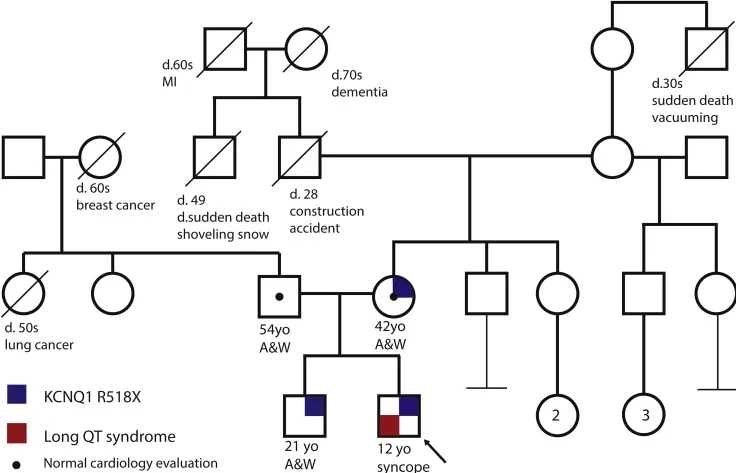 d.60s
MI
d.70s
dementia
d.30s
sudden death
vacuuming
d. 60s
breast cancer
d. 49
d.sudden death
shoveling snow
d. 28
construction
accident
d. 50s
lung cancer
54yo
A&W
42yo
A&W
2
3
21 yo
A&W
12 yo
syncope
KCNQ1 R518X
Long QT syndrome
Normal cardiology evaluation